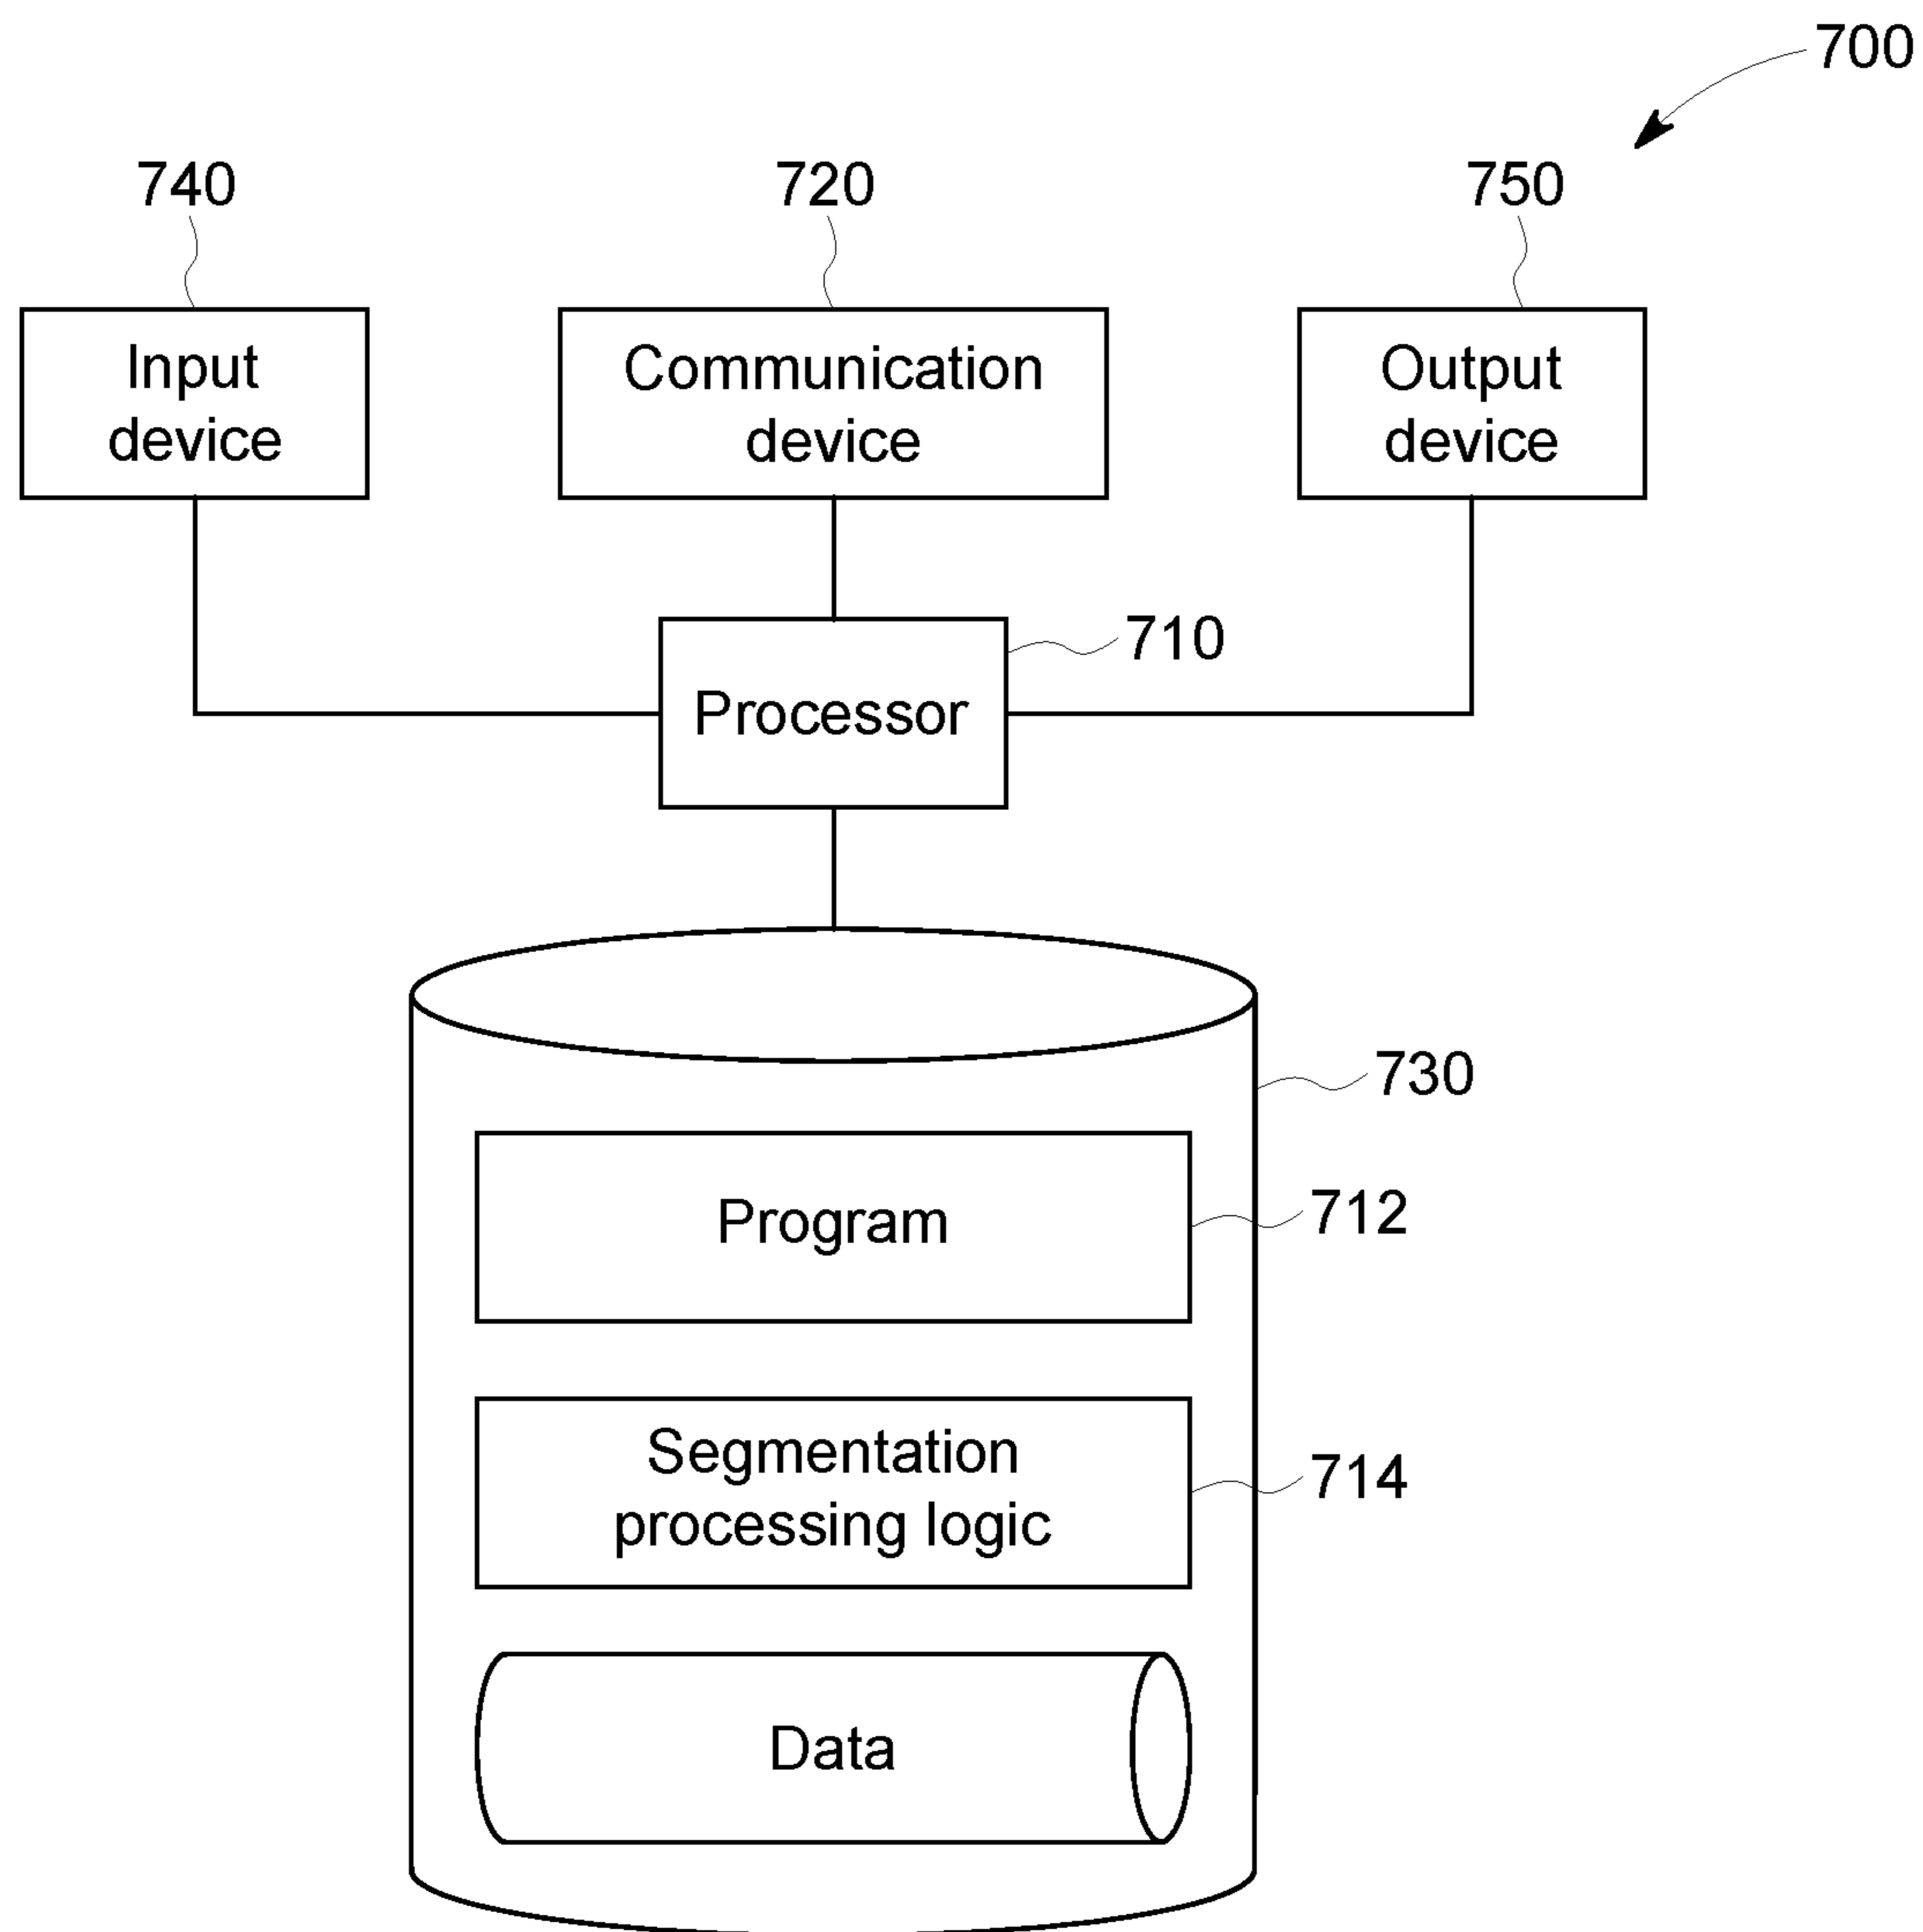 700
740
720
750
Input
device
Communication
device
Output
device
710
Processor
730
Program
712
Segmentation
processing logic
714
Data